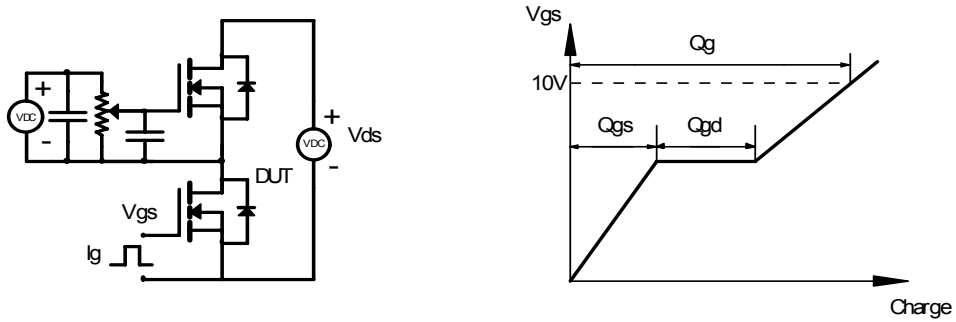 +
VDC
-
+
VDC
-
Vds
DUT
Vgs
Ig
Vgs
Qg
10V
Qgs
Qgd
Charge